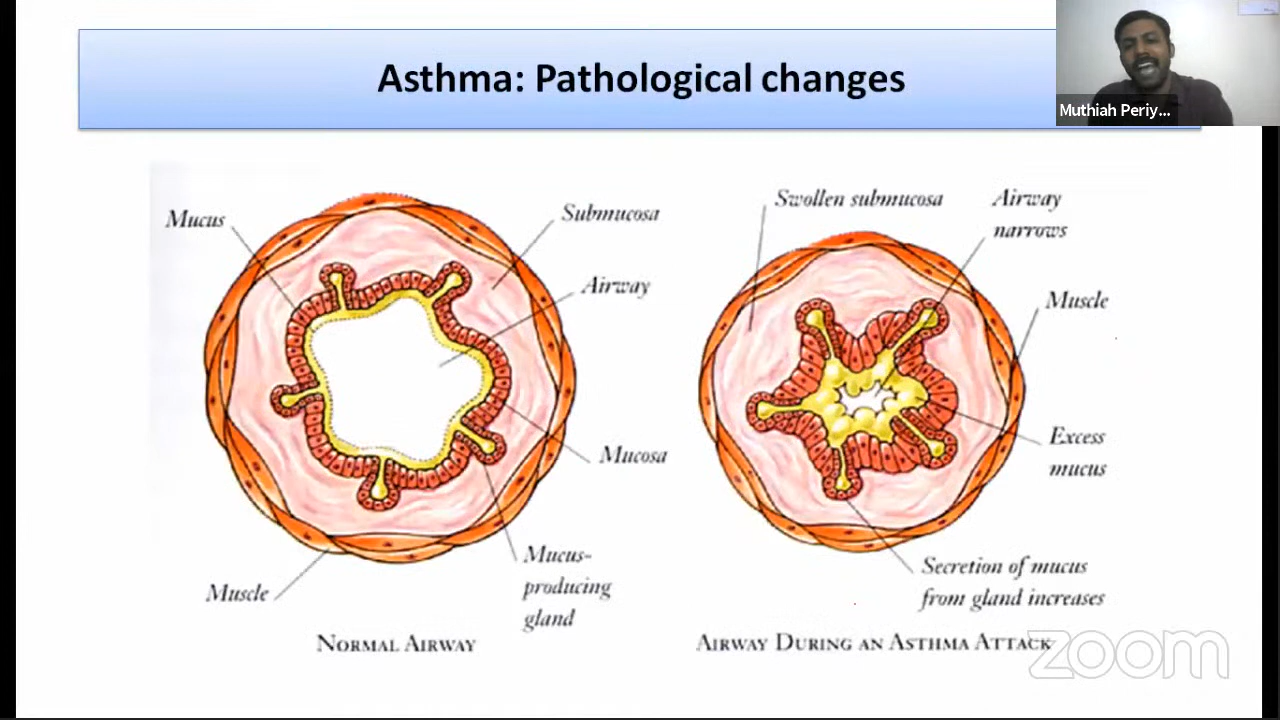 Asthma: Pathological changes
Muthiah Periy...
Mucus
Submucosa
Airway
Mucosa
Mucus-
producing
gland
Muscle
NORMAL AIRWAY
Swollen submucosa
Airway
narrows
Muscle
Excess
mucus
Secretion of mucus
from gland increases
AIRWAY DURING AN ASTHMA ATTACK
zoom